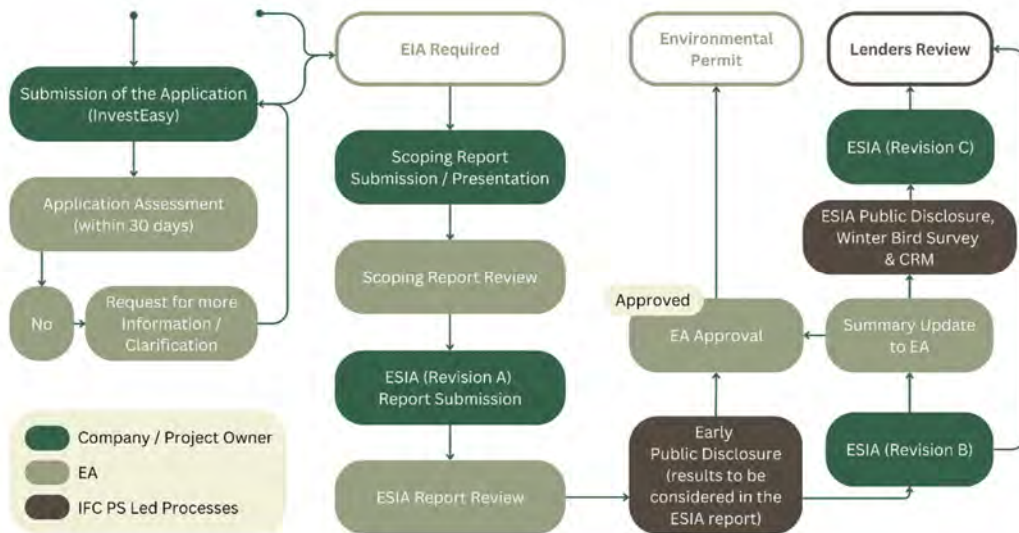 Submission of the Application
(InvestEasy)
Application Assessment
(within 30 days)
No
Request for more
Information /
Clarification
EIA Required
Scoping Report
Submission / Presentation
Scoping Report Review
ESIA (Revision A)
Report Submission
ESIA Report Review
Environmental
Permit
Approved
EA Approval
Early
Public Disclosure
(results to be
considered in the
ESIA report)
Lenders Review
ESIA (Revision C)
ESIA Public Disclosure,
Winter Bird Survey
& CRM
Summary Update
to EA
ESIA (Revision B)
Company / Project Owner
EA
IFC PS Led Processes